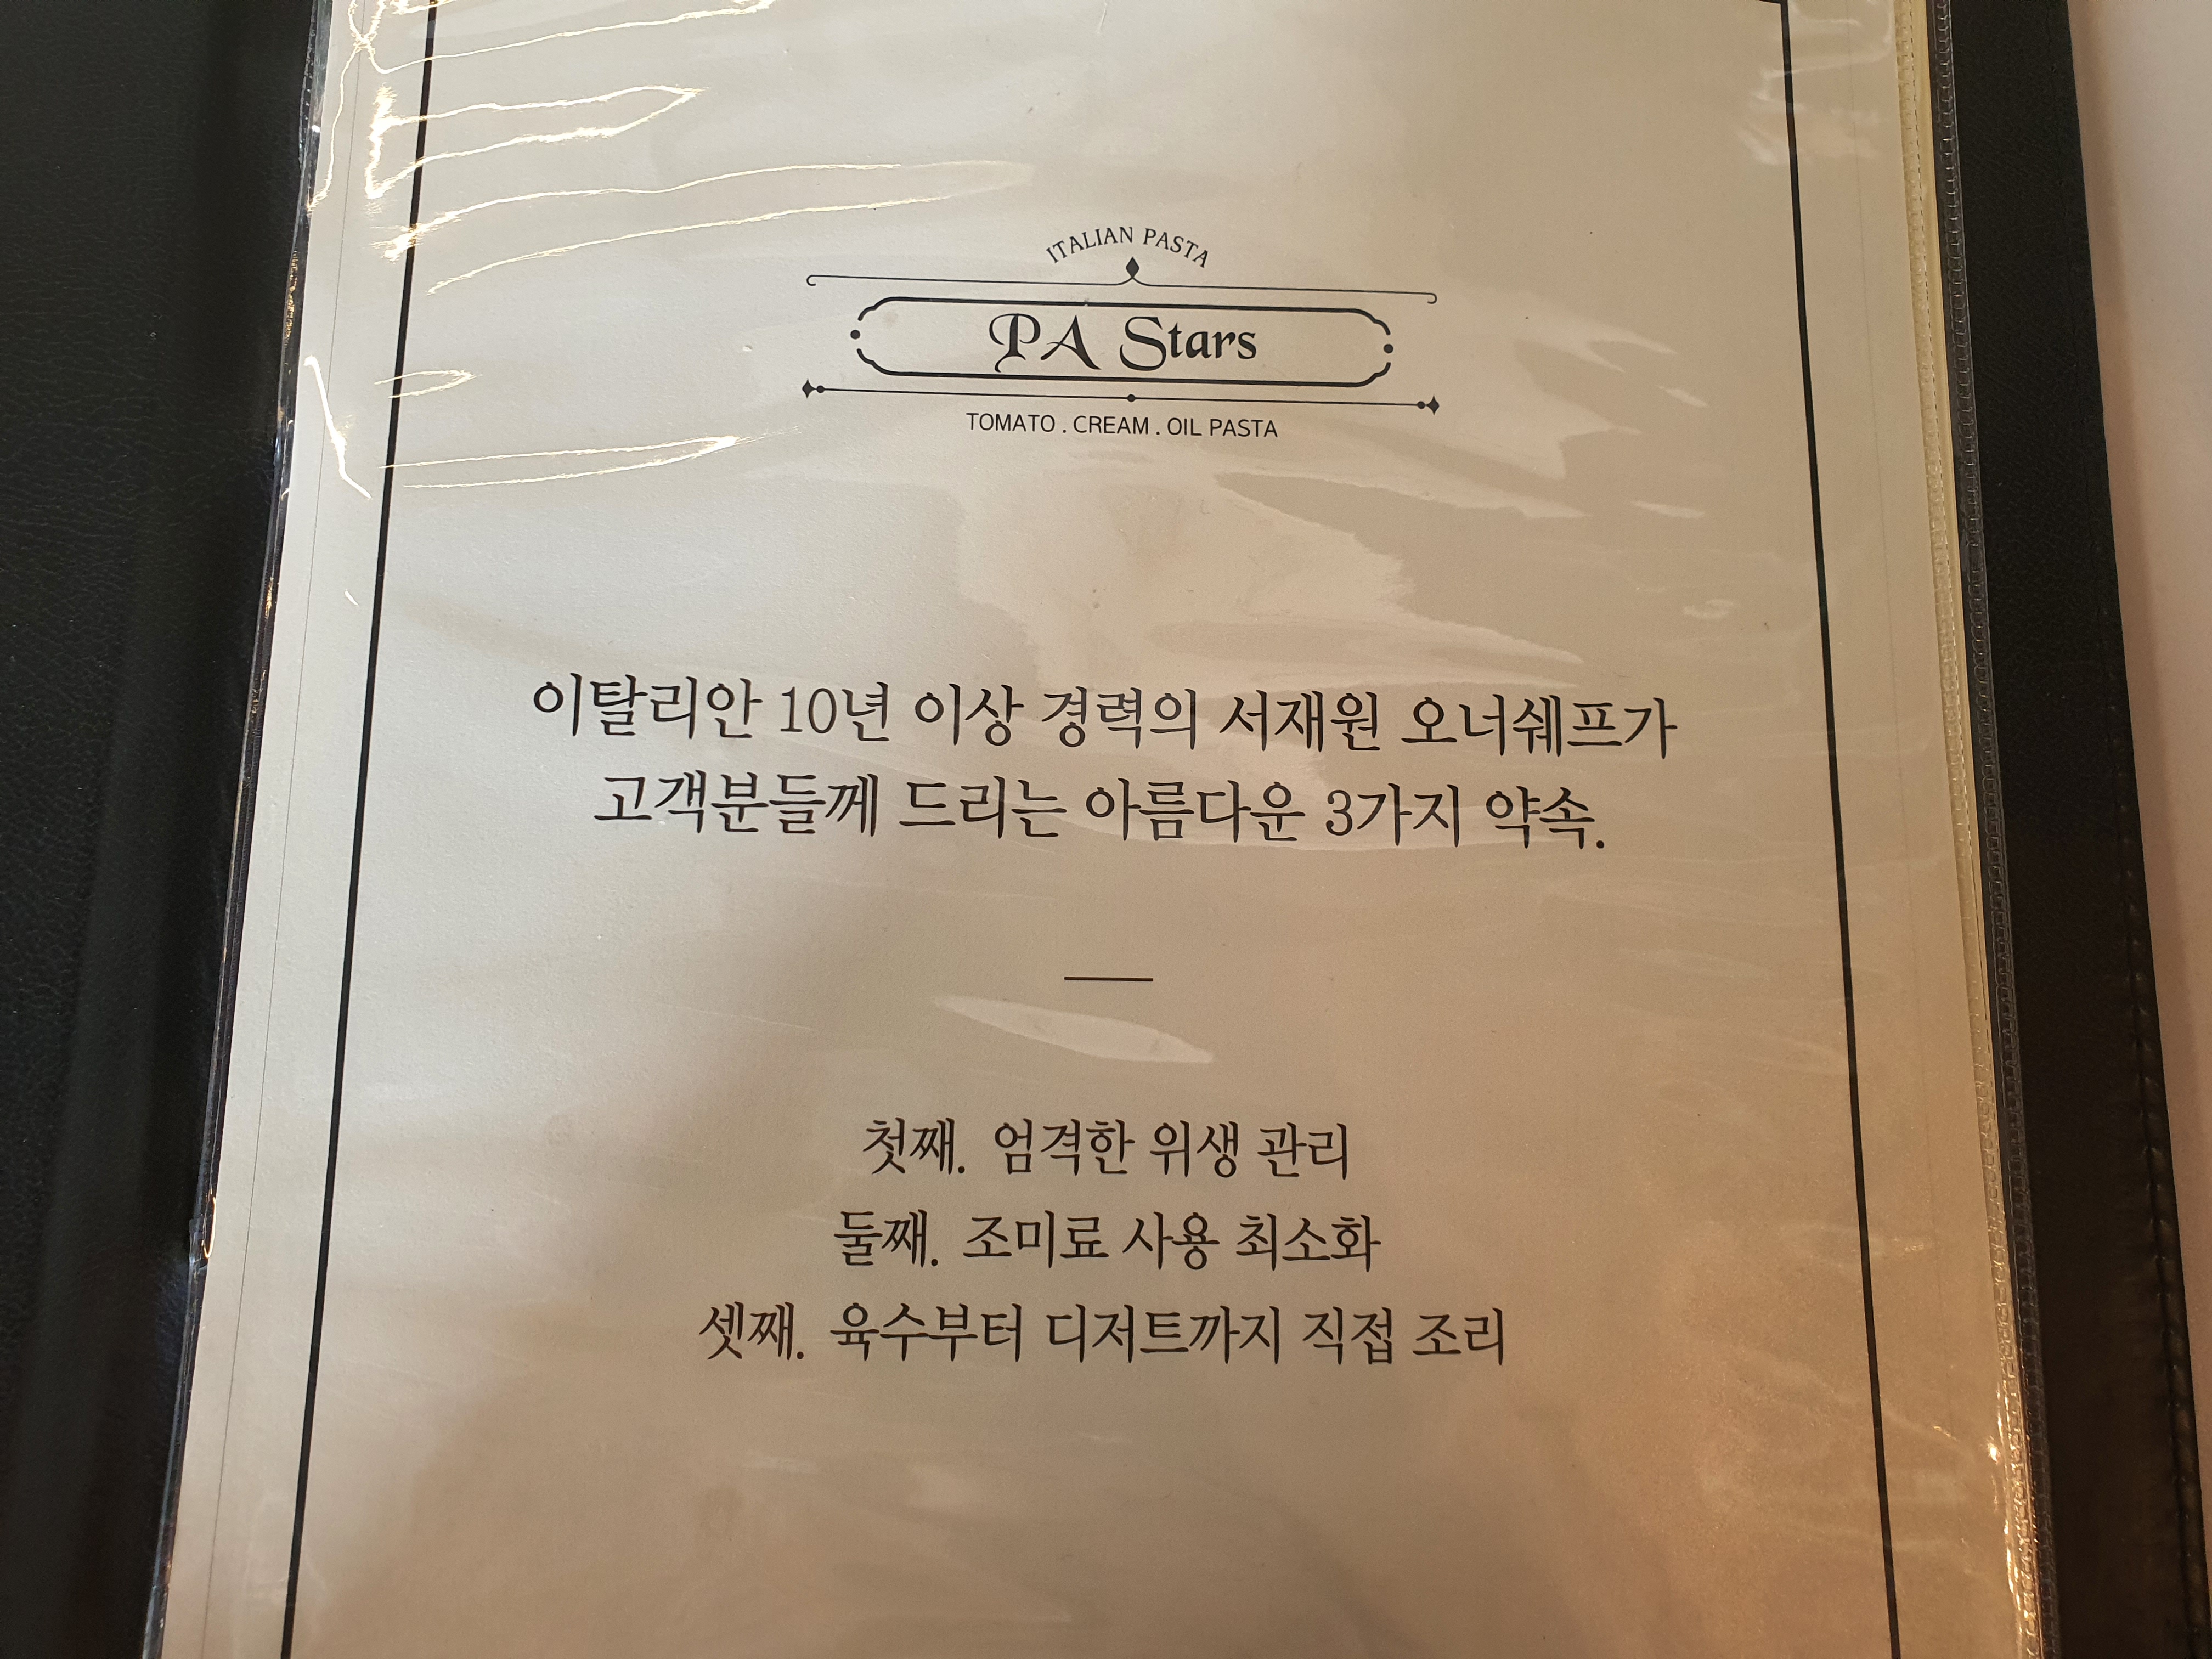 ITALIAN PASTA
PA Stars
TOMATO . CREAM . OIL PASTA
이탈리안 10년 이상 경력의 서재원 오너쉐프가
고객분들께 드리는 아름다운 3가지 약속.
첫째. 엄격한 위생 관리
둘째. 조미료 사용 최소화
셋째. 육수부터 디저트까지 직접 조리